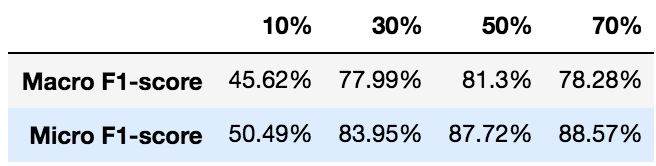 10% 30% 50% 70%
Macro F1-score 45.62% 77.99% 81.3% 78.28%
Micro F1-score 50.49% 83.95% 87.72% 88.57%